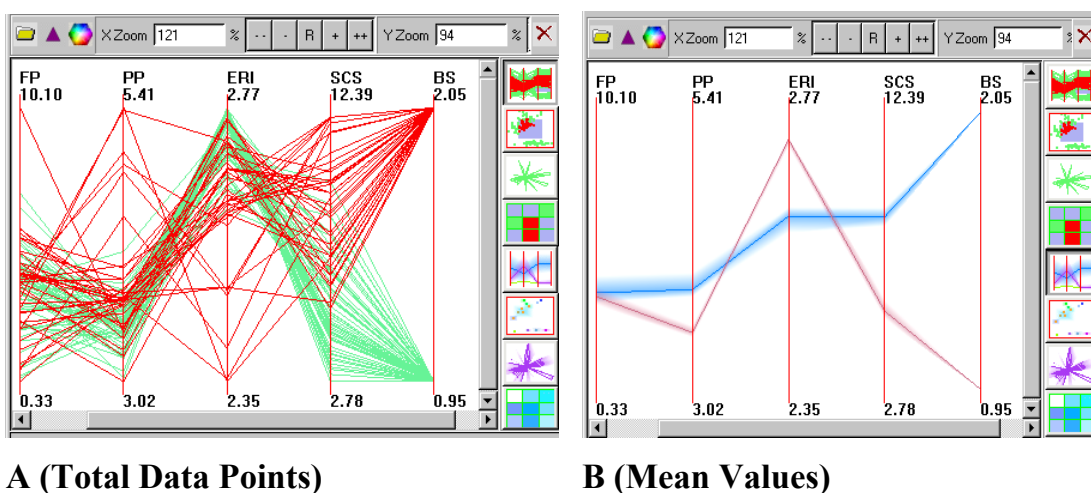 XZoom 121 % -- - R + ++ YZoom 94 %
FP PP ERI SCS BS
10.10 5.41 2.77 12.39 2.05
0.33 3.02 2.35 2.78 0.95
A (Total Data Points)
XZoom 121 % -- - R + ++ YZoom 94 %
FP PP ERI SCS BS
10.10 5.41 2.77 12.39 2.05
0.33 3.02 2.35 2.78 0.95
B (Mean Values)